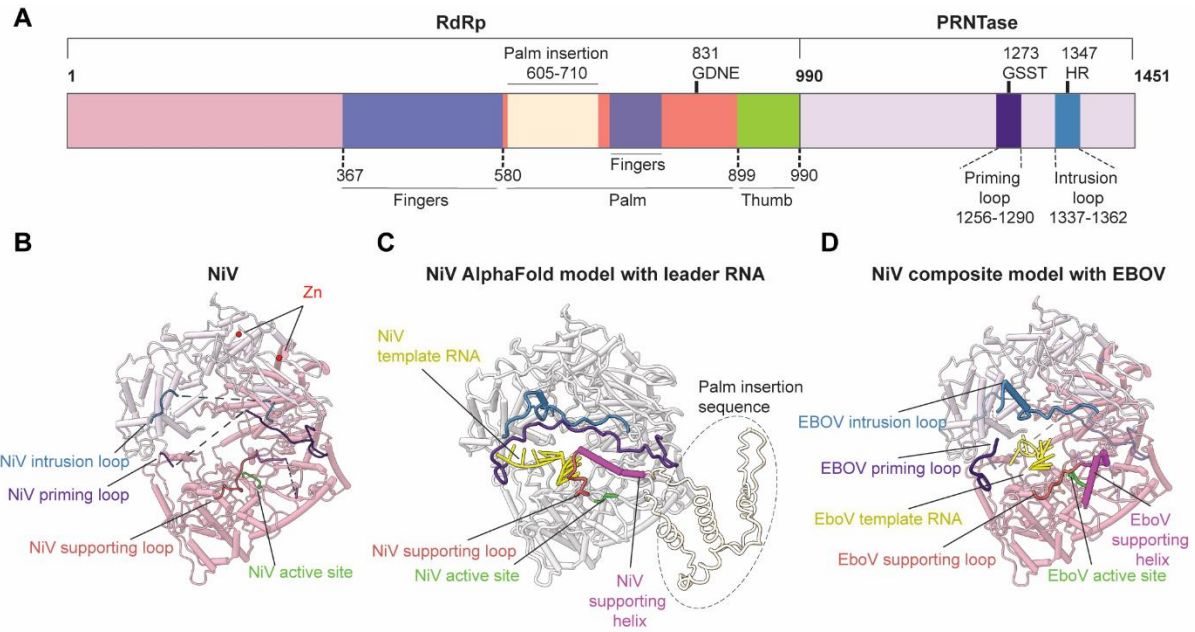 A
RdRp
PRNTase
Palm insertion
605-710
831
GDNE
1273
GSST
1347
HR
1
990
1451
Fingers
367
580
899
990
Fingers
Palm
Thumb
Priming
loop
1256-1290
Intrusion
loop
1337-1362
B
NiV
Zn
NiV intrusion loop
NiV priming loop
NiV supporting loop
NiV active site
C
NiV AlphaFold model with leader RNA
NiV
template RNA
Palm insertion
sequence
NiV supporting loop
NiV active site
NiV
supporting
helix
D
NiV composite model with EBOV
EBOV intrusion loop
EBOV priming loop
EboV template RNA
EboV supporting loop
EboV
supporting
helix
EboV active site